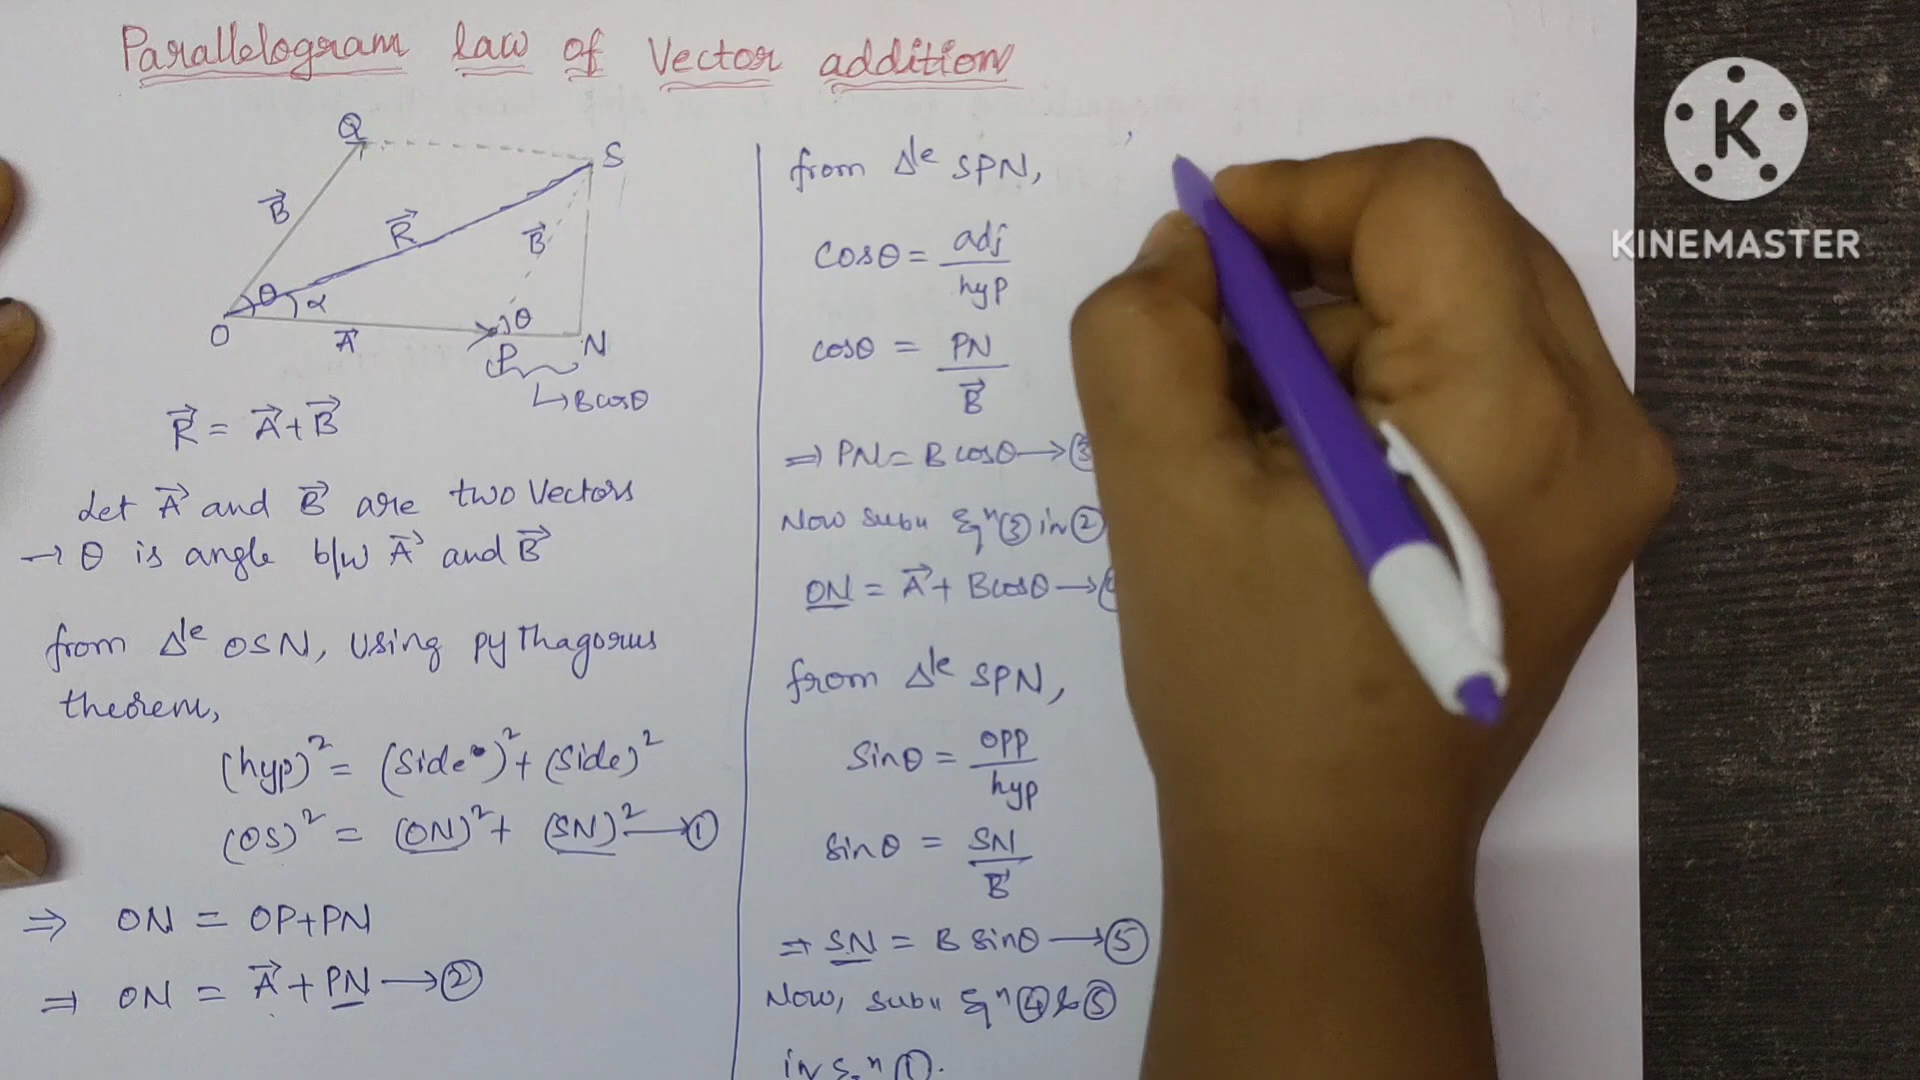 Parallelogram law of Vector addition
Q
S
B⃗
R⃗
B⃗
θ
α
θ
O
A⃗
P
N
↳ Bcosθ
R⃗ = A⃗+B⃗
Let A⃗ and B⃗ are two Vectors
→ θ is angle b/w A⃗ and B⃗
from Δle OSN, using pythagorus
theorem,
(hyp)² = (Side)² + (Side)²
(OS)² = (ON)² + (SN)² → ①
⇒ ON = OP+PN
⇒ ON = A⃗ + PN → ②
from Δle SPN,
Cosθ = adj/hyp
cosθ = PN/B⃗
⇒ PN = B cosθ → ③
Now subu Eqn ③ in ②
ON = A⃗ + Bcosθ →
from Δle SPN,
Sinθ = opp/hyp
sinθ = SN/B⃗
⇒ SN = B sinθ → ⑤
Now, subu Eqn ④ & ⑤
in Eqn ①.
K
KINEMASTER